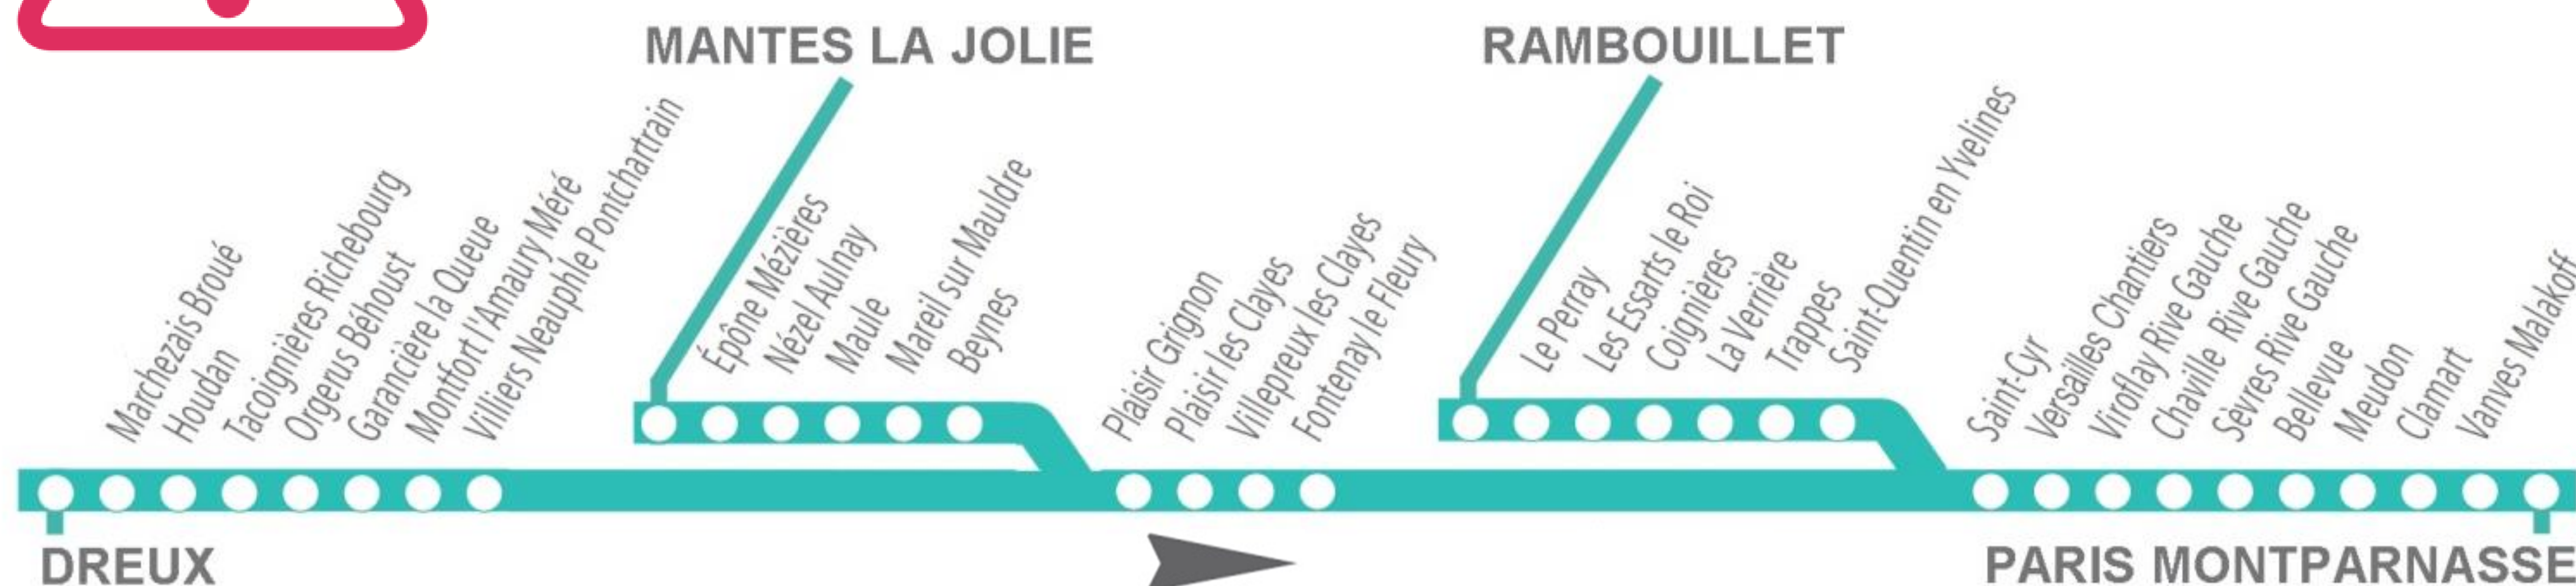 MANTES LA JOLIE
RAMBOUILLET
Marchezais Broué
Houdan
Tacoignières Richebourg
Orgerus Béhoust
Garancière la Queue
Montfort l'Amaury Méré
Villiers Neauphle Pontchartrain
Épône Mézières
Nézel Aulnay
Maule
Mareil sur Mauldre
Beynes
Plaisir Grignon
Plaisir les Clayes
Villepreux les Clayes
Fontenay le Fleury
Le Perray
Les Essarts le Roi
Coignières
La Verrière
Trappes
Saint-Quentin en Yvelines
Saint-Cyr
Versailles Chantiers
Viroflay Rive Gauche
Chaville Rive Gauche
Sèvres Rive Gauche
Bellevue
Meudon
Clamart
Vanves Malakoff
DREUX
PARIS MONTPARNASSE